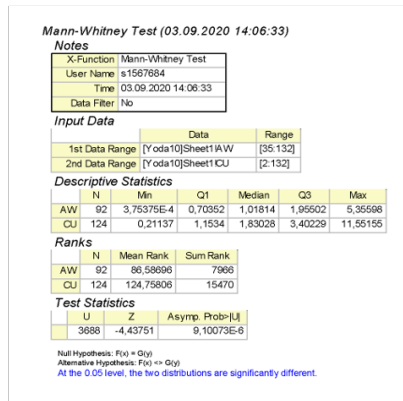 Mann-Whitney Test (03.09.2020 14:06:33)
Notes
X-Function Mann-Whitney Test
User Name s1567684
Time 03.09.2020 14:06:33
Data Filter No
Input Data
Data Range
1st Data Range [Yoda10]Sheet1!AW [35:132]
2nd Data Range [Yoda10]Sheet1!CU [2:132]
Descriptive Statistics
N Min Q1 Median Q3 Max
AW 92 3,75375E-4 0,70352 1,01814 1,95502 5,35598
CU 124 0,21137 1,1534 1,83028 3,40229 11,55155
Ranks
N Mean Rank Sum Rank
AW 92 86,58696 7966
CU 124 124,75806 15470
Test Statistics
U Z Asymp. Prob>|U|
3688 -4,43751 9,10073E-6
Null Hypothesis: F(x) = G(y)
Alternative Hypothesis: F(x) <> G(y)
At the 0.05 level, the two distributions are significantly different.